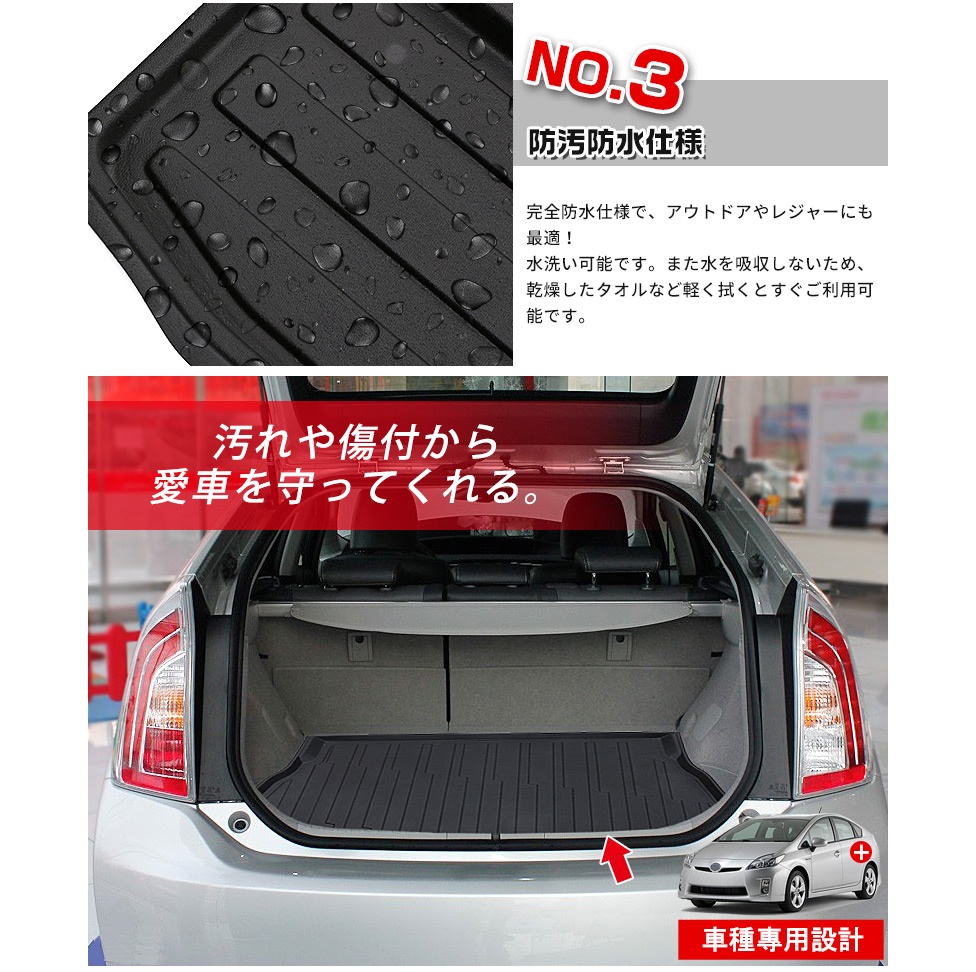 NO.3
防汚防水仕様
完全防水仕様で、アウトドアやレジャーにも
最適！
水洗い可能です。また水を吸収しないため、
乾燥したタオルなど軽く拭くとすぐご利用可
能です。
汚れや傷付から
愛車を守ってくれる。
車種専用設計